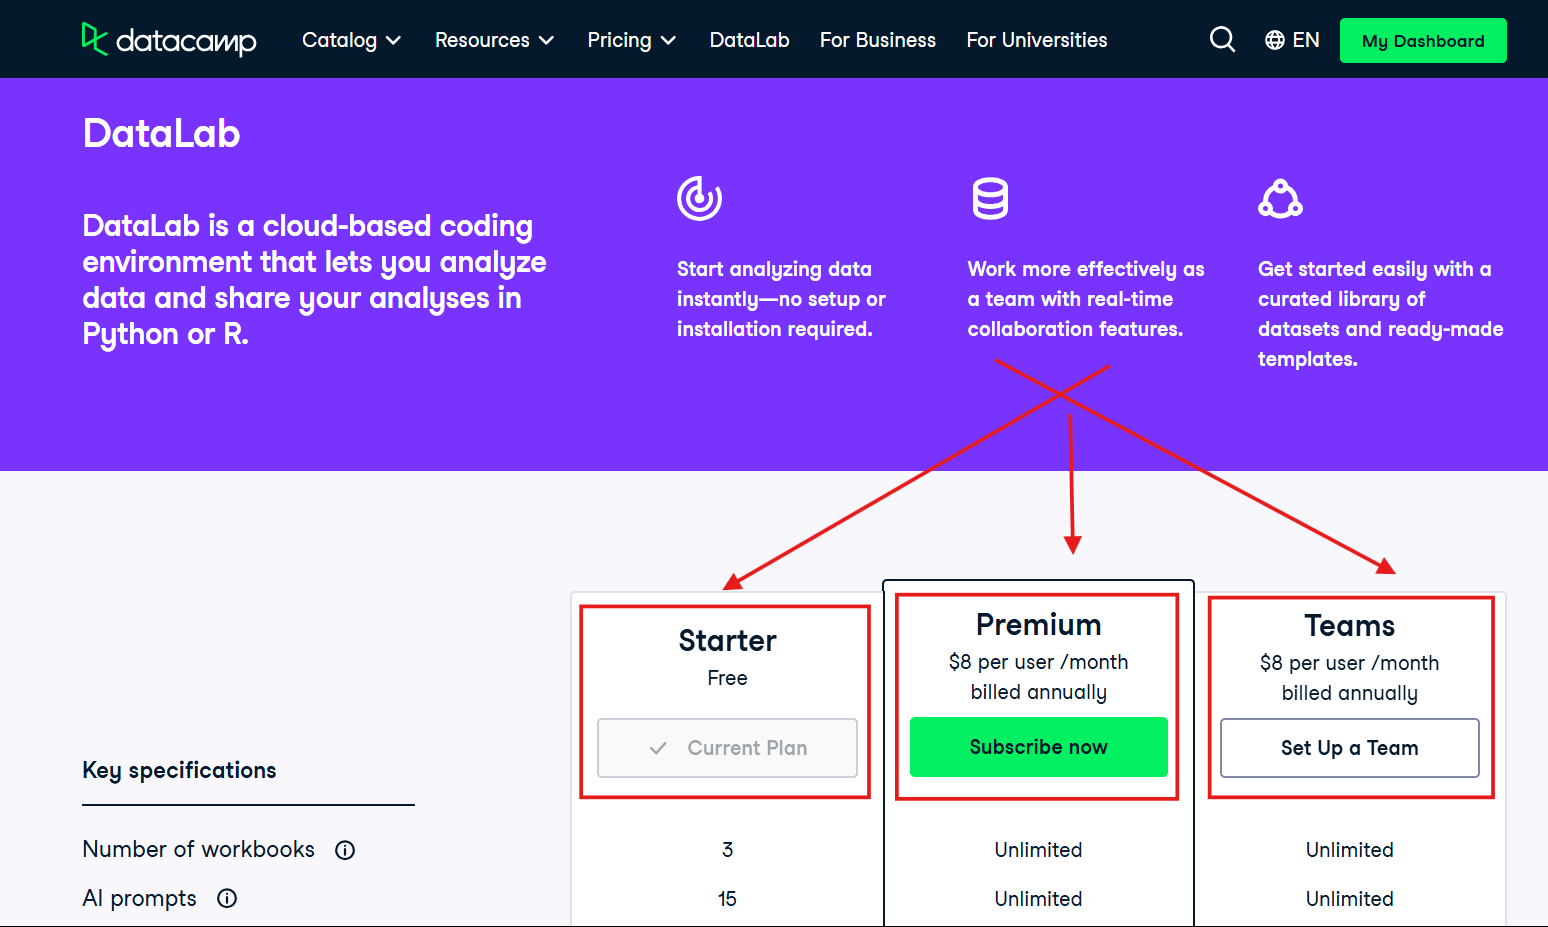 datacamp
Catalog
Resources
Pricing
DataLab
For Business
For Universities
EN
My Dashboard
DataLab
DataLab is a cloud-based coding
environment that lets you analyze
data and share your analyses in
Python or R.
Start analyzing data
instantly—no setup or
installation required.
Work more effectively as
a team with real-time
collaboration features.
Get started easily with a
curated library of
datasets and ready-made
templates.
Starter
Free
Current Plan
Premium
$8 per user /month
billed annually
Subscribe now
Teams
$8 per user /month
billed annually
Set Up a Team
Key specifications
Number of workbooks
3
Unlimited
Unlimited
AI prompts
15
Unlimited
Unlimited